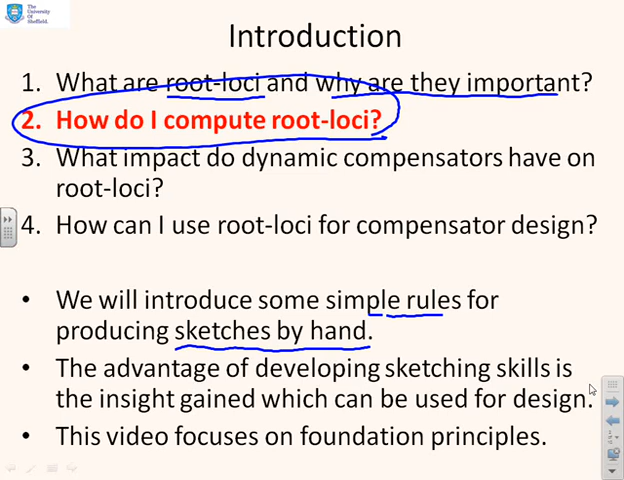 The
University
Of
Sheffield.
Introduction
1. What are root-loci and why are they important?
2. How do I compute root-loci?
3. What impact do dynamic compensators have on
root-loci?
4. How can I use root-loci for compensator design?
• We will introduce some simple rules for
producing sketches by hand.
• The advantage of developing sketching skills is
the insight gained which can be used for design.
• This video focuses on foundation principles.